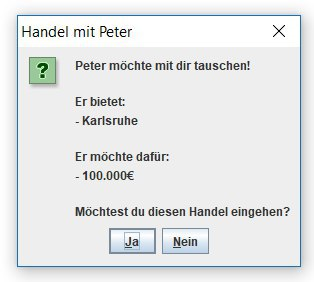 Handel mit Peter
?
Peter möchte mit dir tauschen!
Er bietet:
- Karlsruhe
Er möchte dafür:
- 100.000€
Möchtest du diesen Handel eingehen?
Ja
Nein